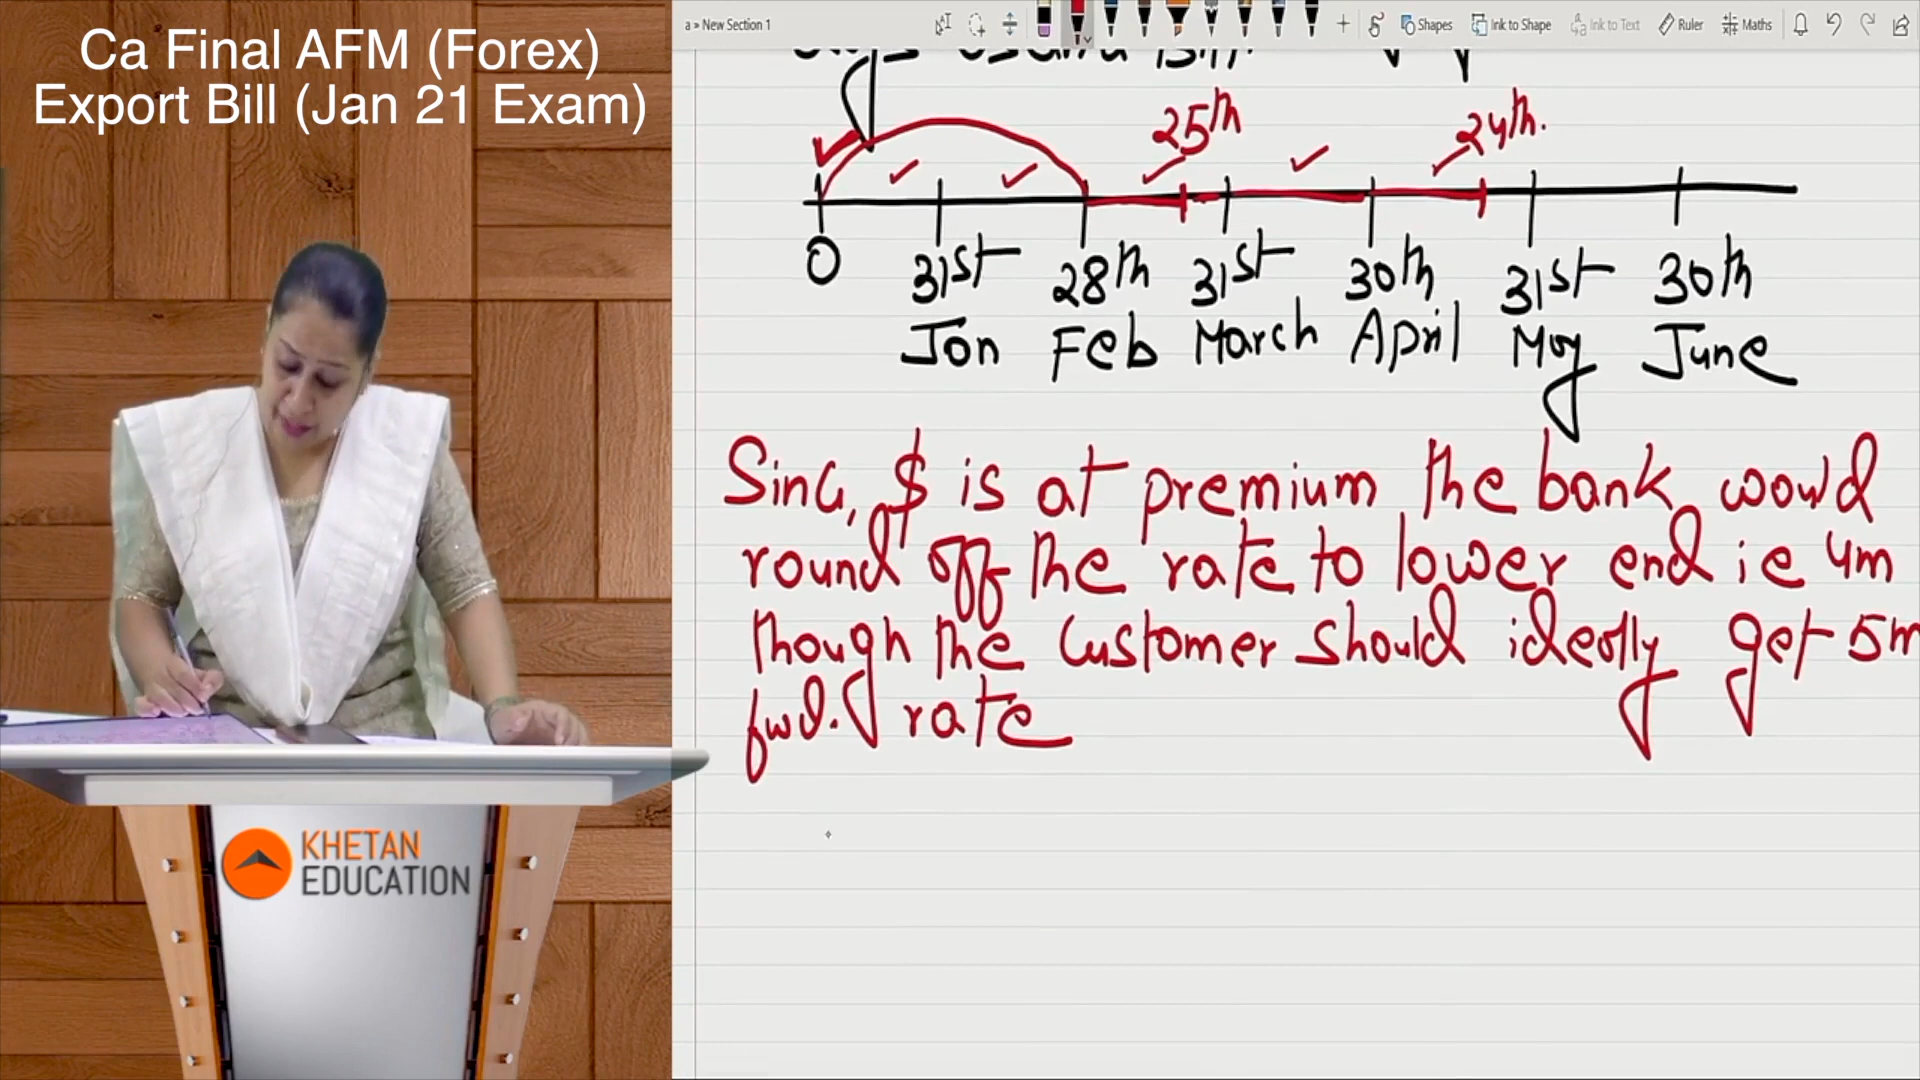 Ca Final AFM (Forex)
Export Bill (Jan 21 Exam)
a » New Section 1
Shapes
Ink to Shape
Ink to Text
Ruler
Maths
Bill
25th
24th.
0
31st Jan
28th Feb
31st March
30th April
31st May
30th June
Since, $ is at premium the bank would
round off the rate to lower end ie 4m
though the customer should ideally get 5m
fwd. rate
KHETAN
EDUCATION